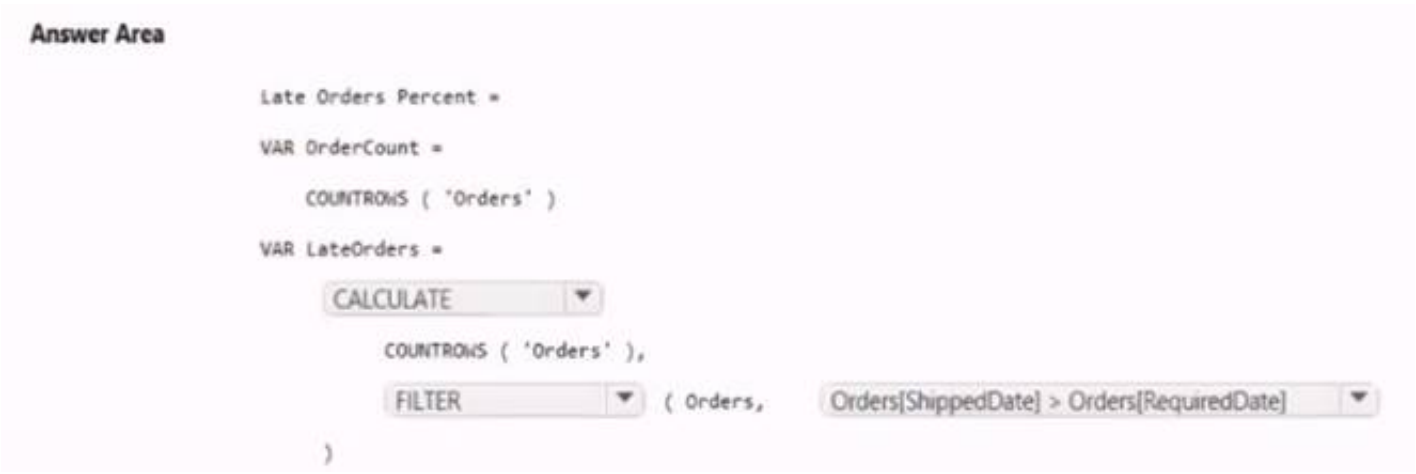 Answer Area
Late Orders Percent =
VAR OrderCount =
COUNTROWS ( 'Orders' )
VAR LateOrders =
CALCULATE
COUNTROWS ( 'Orders' ),
FILTER ( Orders, Orders[ShippedDate] > Orders[RequiredDate]
)